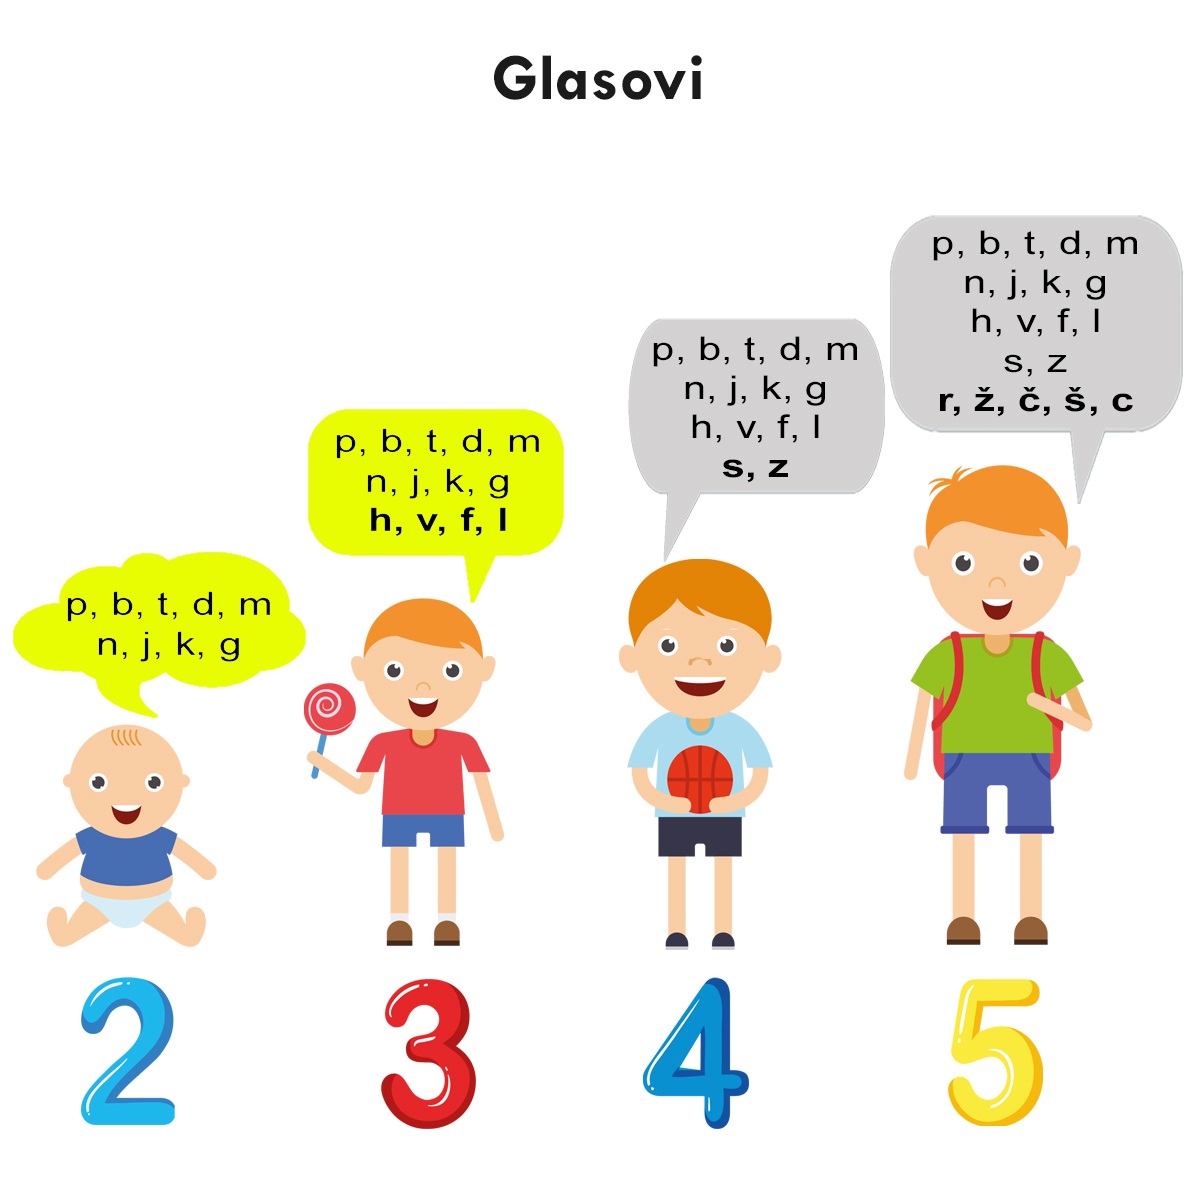 Glasovi
p, b, t, d, m
n, j, k, g
p, b, t, d, m
n, j, k, g
h, v, f, l
p, b, t, d, m
n, j, k, g
h, v, f, l
s, z
p, b, t, d, m
n, j, k, g
h, v, f, l
s, z
r, ž, č, š, c
2
3
4
5